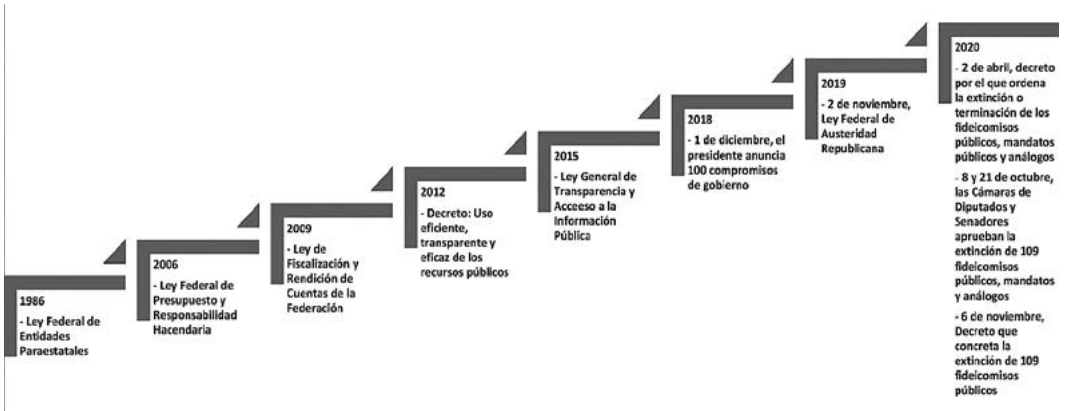 1986
- Ley Federal de
Entidades
Paraestatales
2006
- Ley Federal de
Presupuesto y
Responsabilidad
Hacendaria
2009
- Ley de
Fiscalización y
Rendición de
Cuentas de la
Federación
2012
- Decreto: Uso
eficiente,
transparente y
eficaz de los
recursos públicos
2015
- Ley General de
Transparencia y
Acceeso a la
Información
Pública
2018
- 1 de diciembre, el
presidente anuncia
100 compromisos
de gobierno
2019
- 2 de noviembre,
Ley Federal de
Austeridad
Republicana
2020
- 2 de abril, decreto
por el que ordena
la extinción o
terminación de los
fideicomisos
públicos, mandatos
públicos y análogos
- 8 y 21 de octubre,
las Cámaras de
Diputados y
Senadores
aprueban la
extinción de 109
fideicomisos
públicos, mandatos
y análogos
- 6 de noviembre,
Decreto que
concreta la
extinción de 109
fideicomisos
públicos